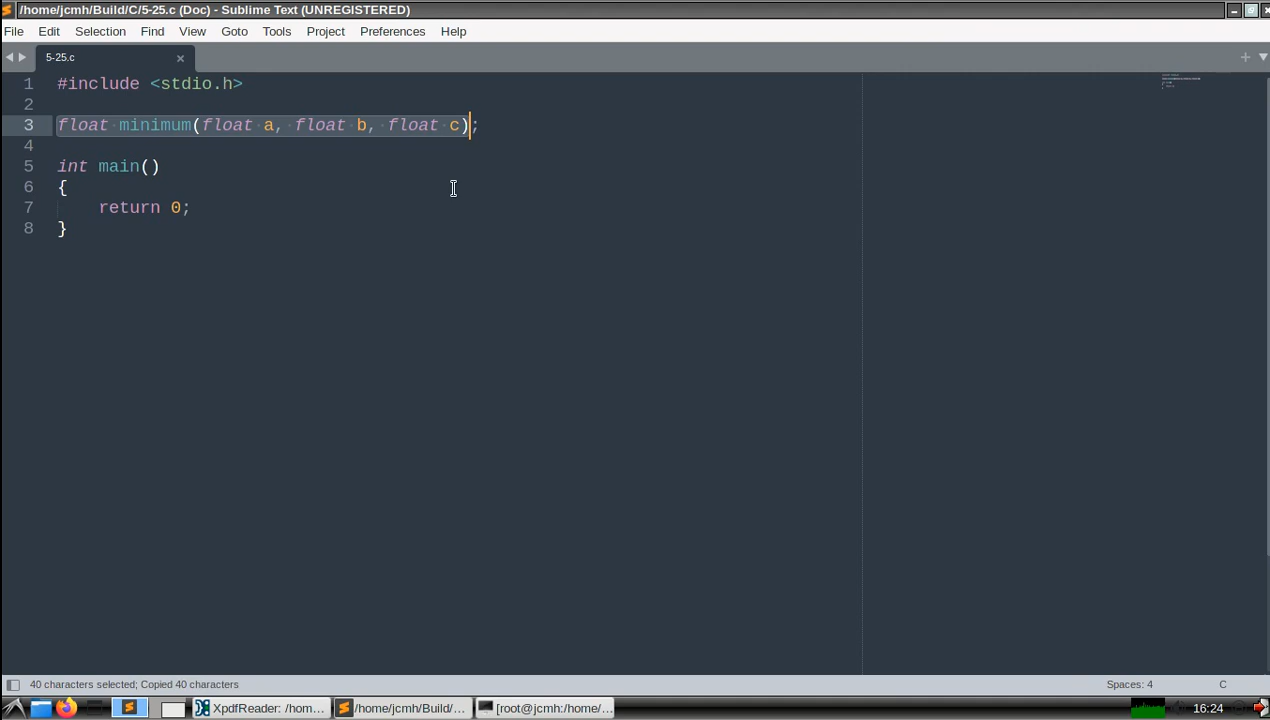 /home/jcmh/Build/C/5-25.c (Doc) - Sublime Text (UNREGISTERED)
File Edit Selection Find View Goto Tools Project Preferences Help
5-25.c
1 #include <stdio.h>
2
3 float minimum(float a, float b, float c);
4
5 int main()
6 {
7     return 0;
8 }
40 characters selected; Copied 40 characters Spaces: 4 C
XpdfReader: /hom... /home/jcmh/Build/... [root@jcmh:/home/... 16:24